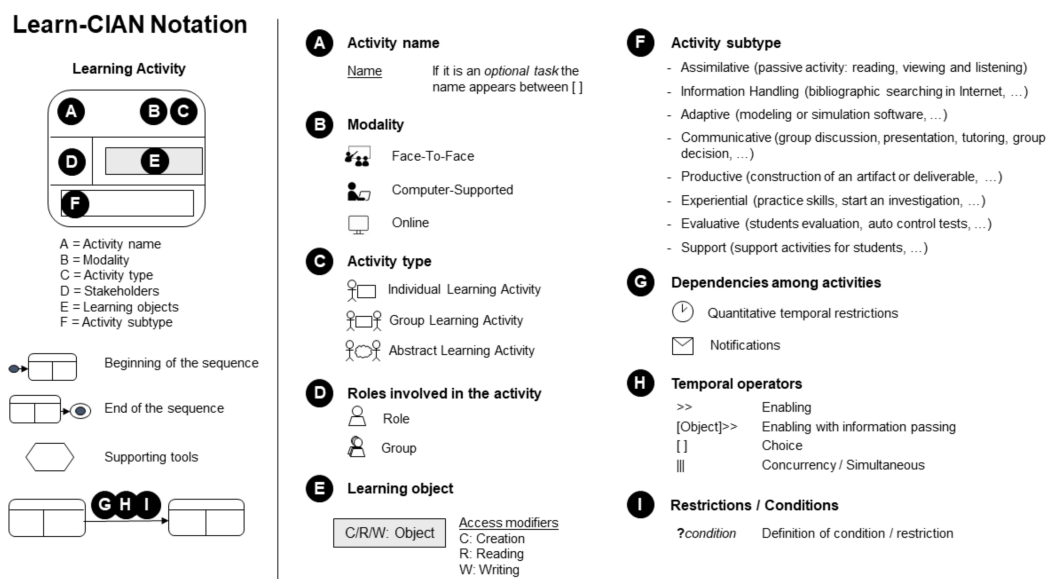 Learn-CIAN Notation
Learning Activity
A
B C
D
E
F
A = Activity name
B = Modality
C = Activity type
D = Stakeholders
E = Learning objects
F = Activity subtype
Beginning of the sequence
End of the sequence
Supporting tools
G H I
A Activity name
Name If it is an optional task the
name appears between [ ]
B Modality
Face-To-Face
Computer-Supported
Online
C Activity type
Individual Learning Activity
Group Learning Activity
Abstract Learning Activity
D Roles involved in the activity
Role
Group
E Learning object
C/R/W: Object
Access modifiers
C: Creation
R: Reading
W: Writing
F Activity subtype
- Assimilative (passive activity: reading, viewing and listening)
- Information Handling (bibliographic searching in Internet, …)
- Adaptive (modeling or simulation software, …)
- Communicative (group discussion, presentation, tutoring, group
decision, …)
- Productive (construction of an artifact or deliverable, …)
- Experiential (practice skills, start an investigation, …)
- Evaluative (students evaluation, auto control tests, …)
- Support (support activities for students, …)
G Dependencies among activities
Quantitative temporal restrictions
Notifications
H Temporal operators
>> Enabling
[Object]>> Enabling with information passing
[ ] Choice
||| Concurrency / Simultaneous
I Restrictions / Conditions
?condition Definition of condition / restriction